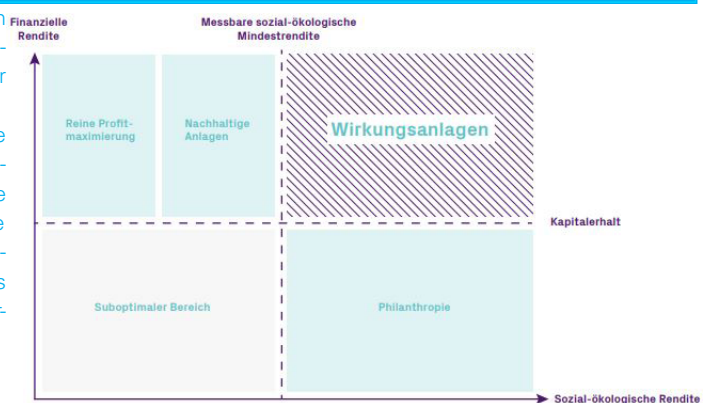 Finanzielle
Rendite
Messbare sozial-ökologische
Mindestrendite
Reine Profit-
maximierung
Nachhaltige
Anlagen
Wirkungsanlagen
Kapitalerhalt
Suboptimaler Bereich
Philanthropie
Sozial-ökologische Rendite